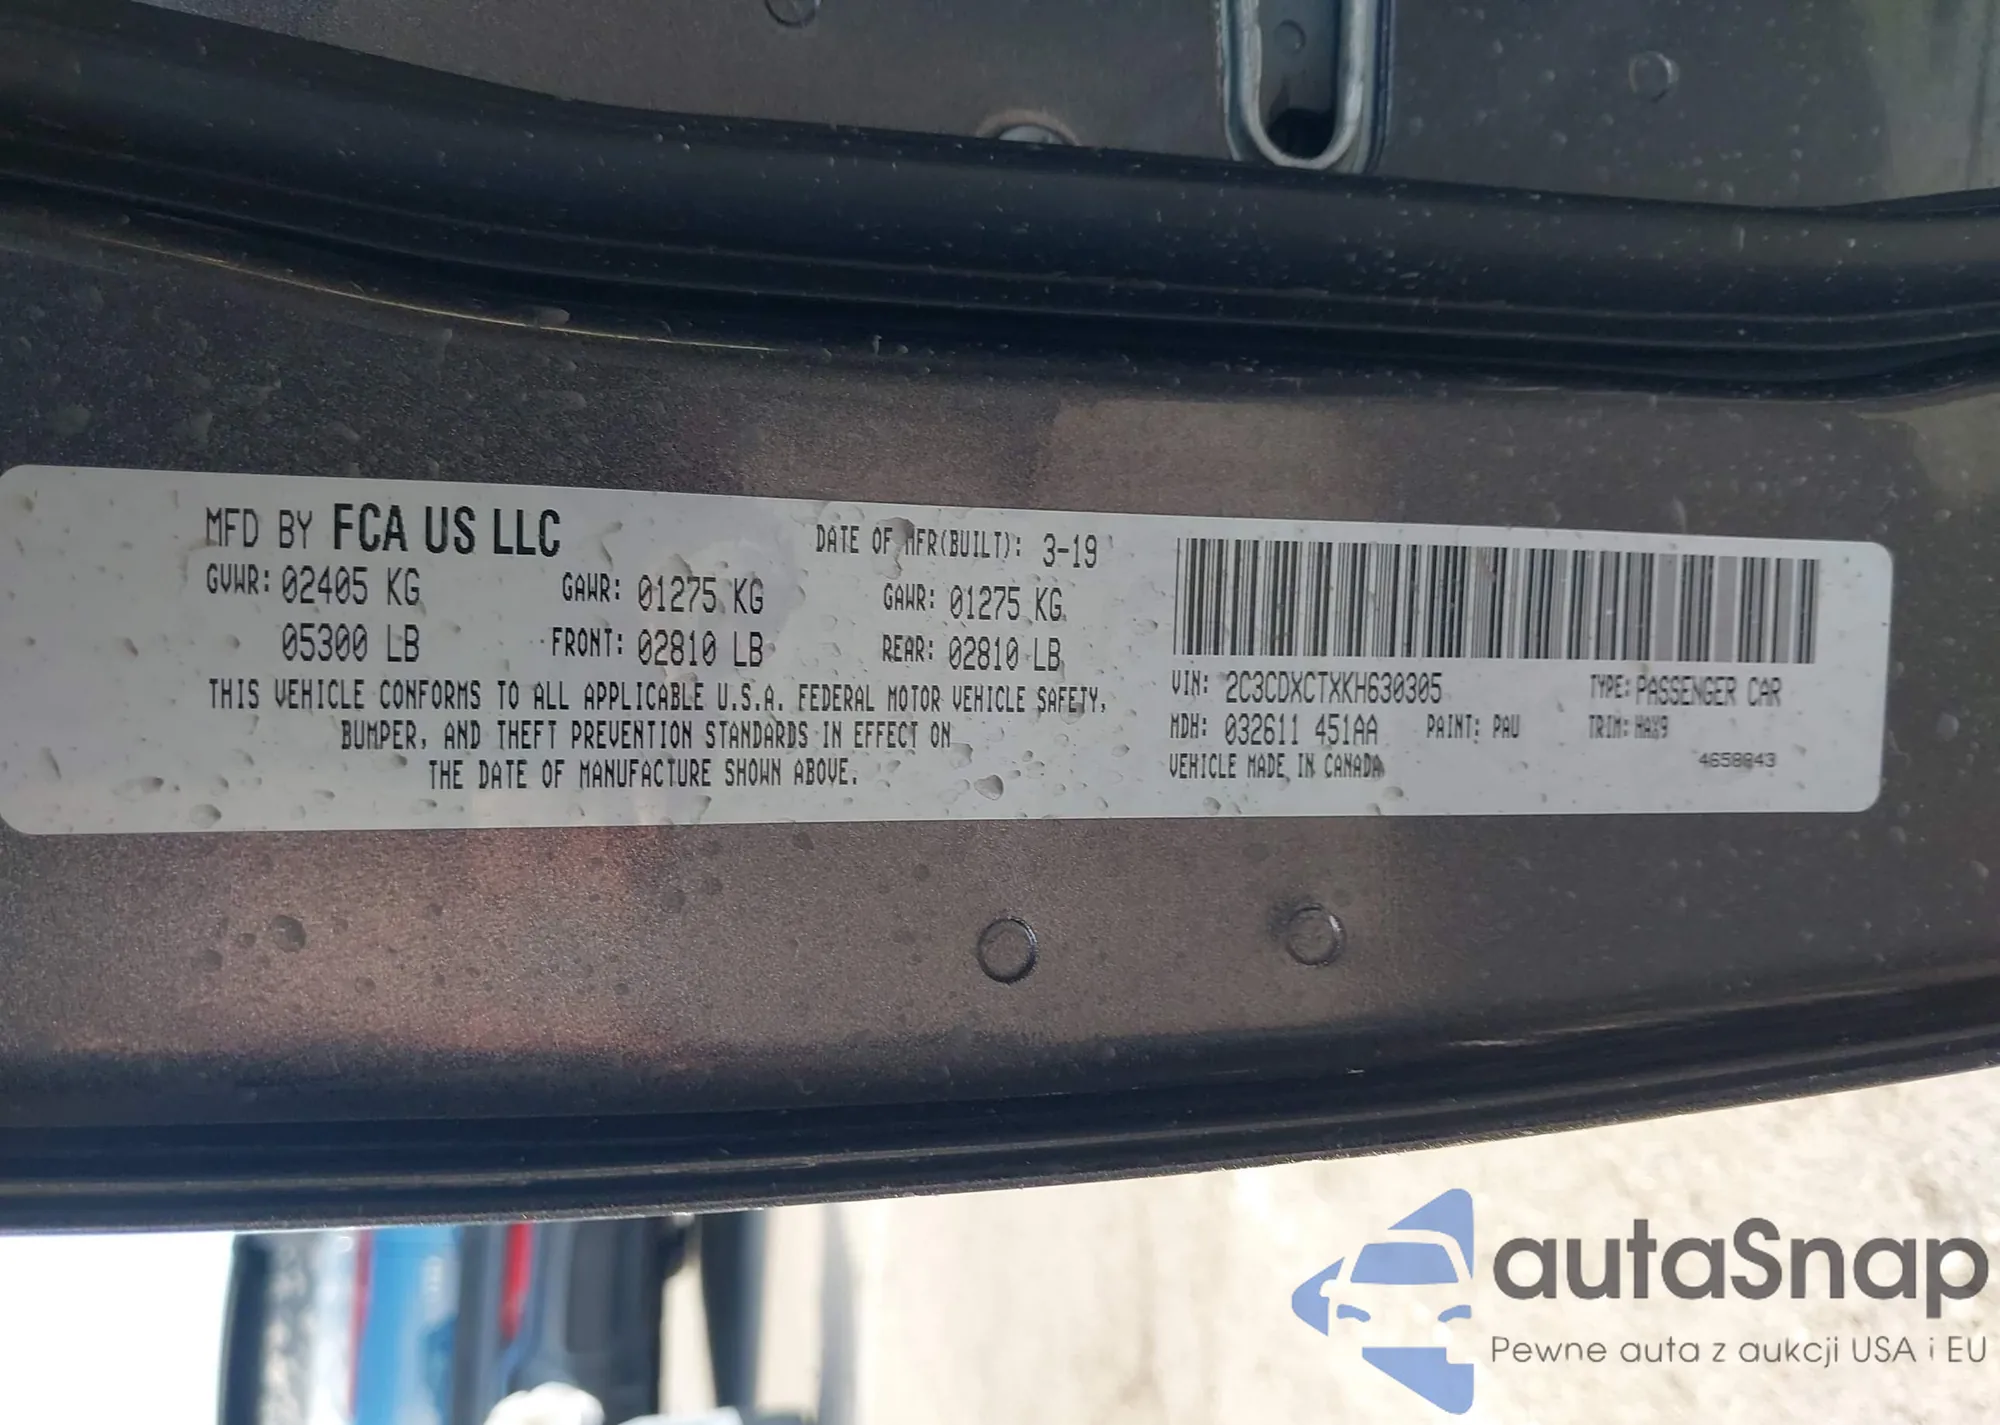 MFD BY FCA US LLC
DATE OF MFR(BUILT): 3-19
GVWR: 02405 KG
GAWR: 01275 KG
GAWR: 01275 KG
05300 LB
FRONT: 02810 LB
REAR: 02810 LB
THIS VEHICLE CONFORMS TO ALL APPLICABLE U.S.A. FEDERAL MOTOR VEHICLE SAFETY,
BUMPER, AND THEFT PREVENTION STANDARDS IN EFFECT ON
THE DATE OF MANUFACTURE SHOWN ABOVE.
VIN: 2C3CDXCTXKH630305
TYPE: PASSENGER CAR
MDH: 032611 451AA
PAINT: PAU
TRIM: HAX9
VEHICLE MADE IN CANADA
4658843
autaSnap
Pewne auta z aukcji USA i EU